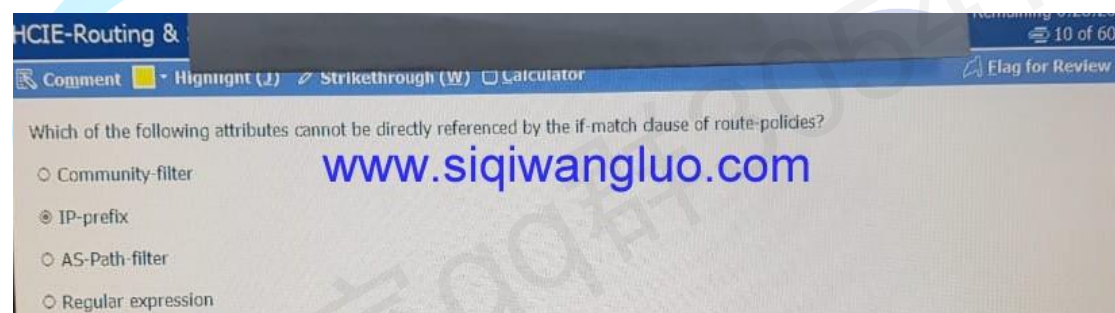 HCIE-Routing &
10 of 60
Comment Highlight (J) Strikethrough (W) Calculator
Flag for Review
Which of the following attributes cannot be directly referenced by the if-match clause of route-policies?
www.siqiwangluo.com
Community-filter
IP-prefix
AS-Path-filter
Regular expression